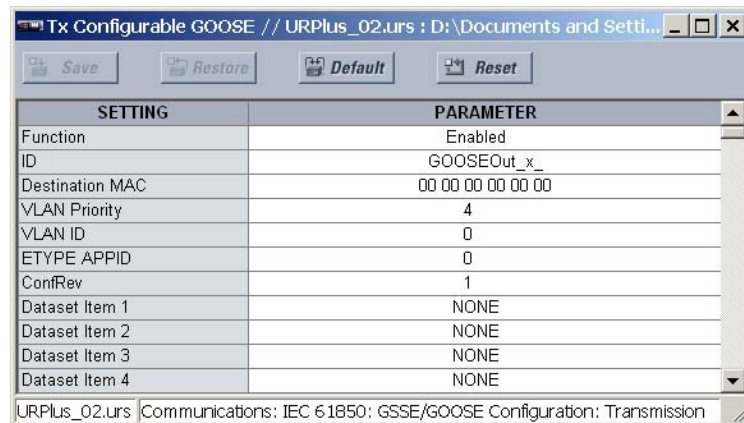 Tx Configurable GOOSE // URPlus_02.urs : D:\Documents and Setti...
Save Restore Default Reset
SETTING PARAMETER
Function Enabled
ID GOOSEOut_x_
Destination MAC 00 00 00 00 00 00
VLAN Priority 4
VLAN ID 0
ETYPE APPID 0
ConfRev 1
Dataset Item 1 NONE
Dataset Item 2 NONE
Dataset Item 3 NONE
Dataset Item 4 NONE
URPlus_02.urs Communications: IEC 61850: GSSE/GOOSE Configuration: Transmission